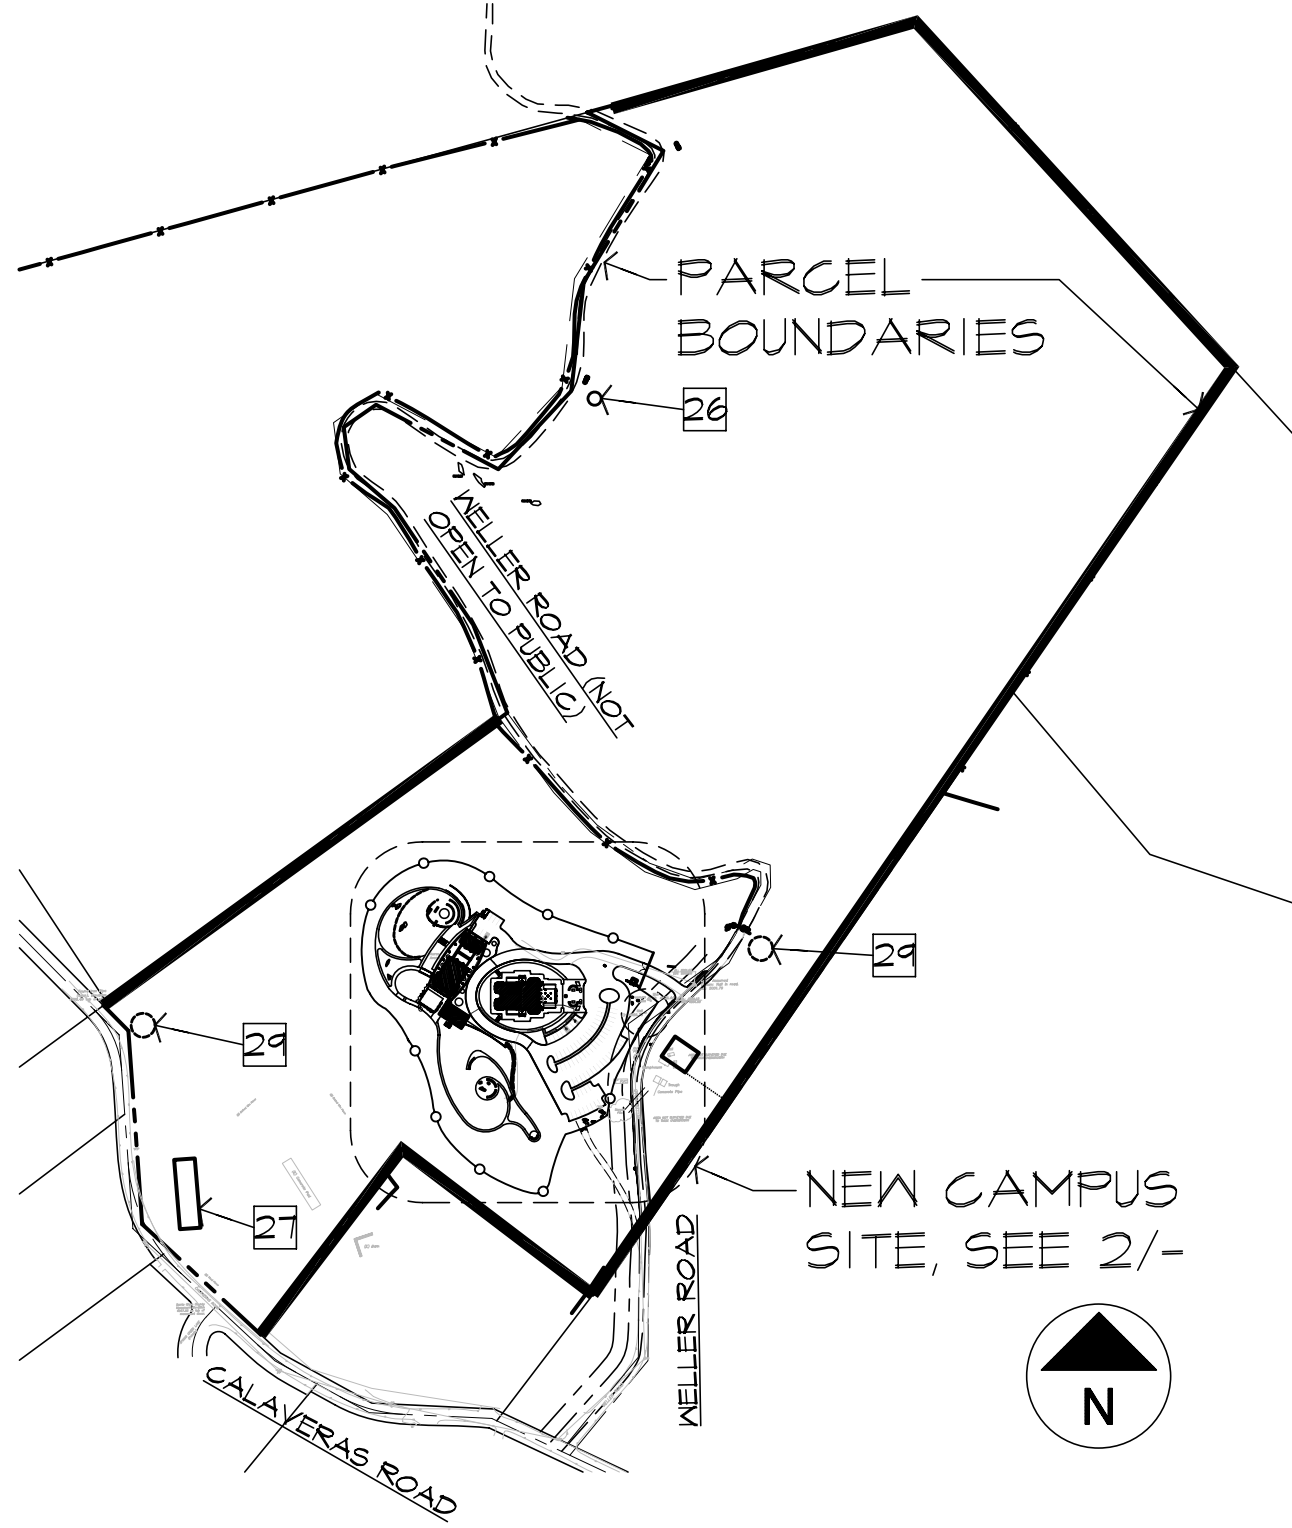 PARCEL
BOUNDARIES
26
WELLER ROAD (NOT
OPEN TO PUBLIC)
29
29
27
NEW CAMPUS
SITE, SEE 2/-
WELLER ROAD
N
CALAVERAS ROAD